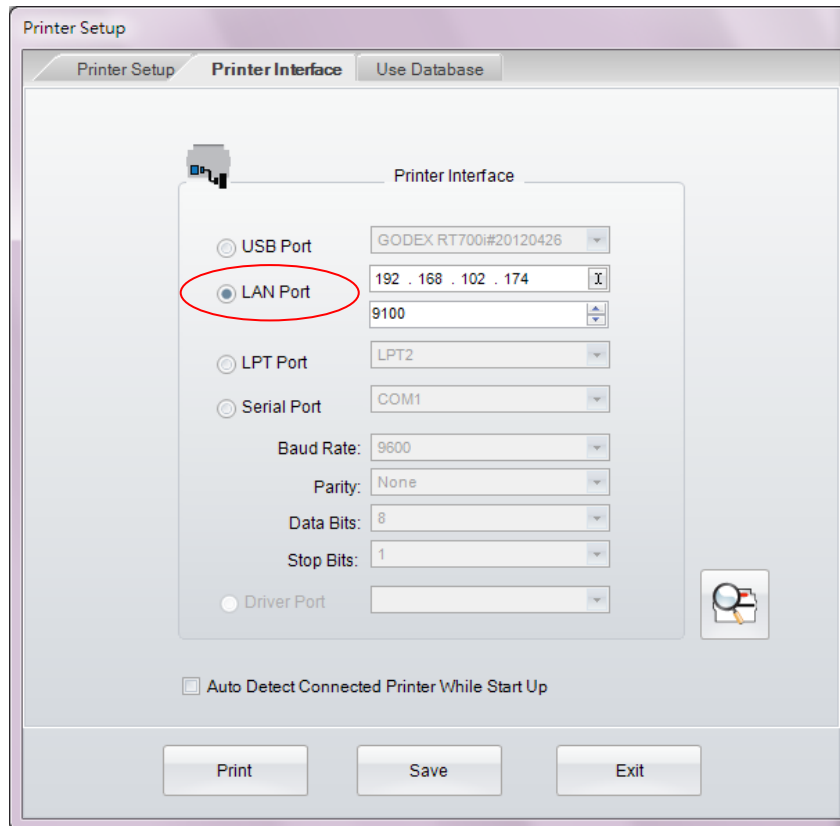 Printer Setup
Printer Setup Printer Interface Use Database
Printer Interface
USB Port GODEX RT700i#20120426
LAN Port 192 . 168 . 102 . 174
9100
LPT Port LPT2
Serial Port COM1
Baud Rate: 9600
Parity: None
Data Bits: 8
Stop Bits: 1
Driver Port
Auto Detect Connected Printer While Start Up
Print Save Exit